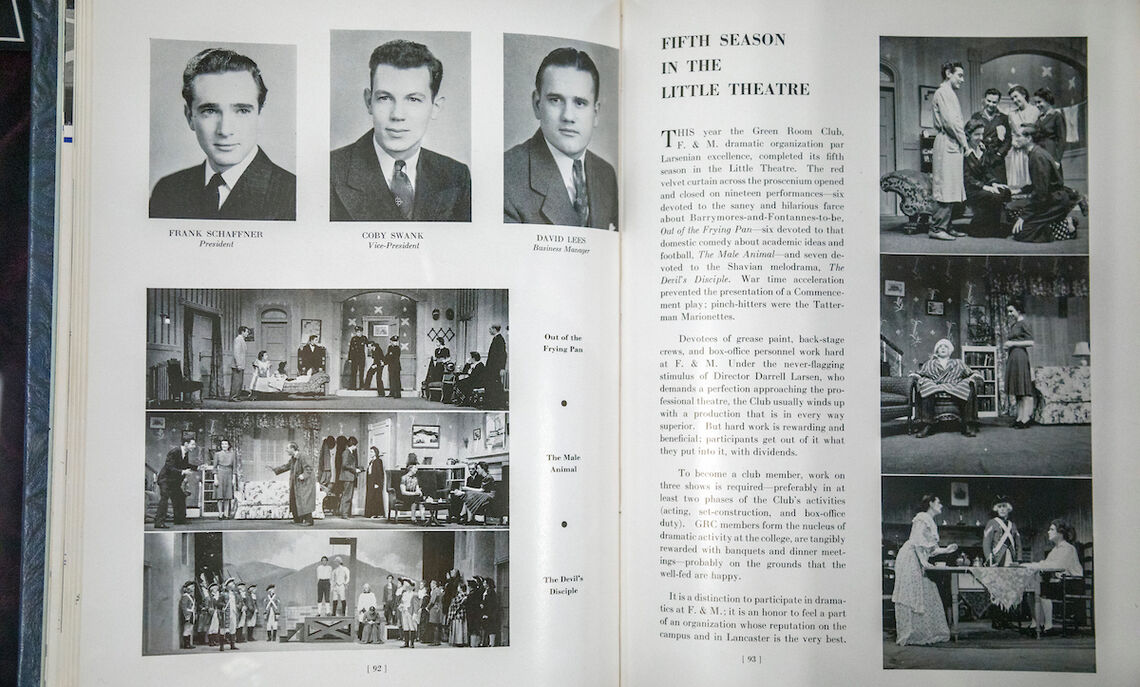 FRANK SCHAFFNER
President
COBY SWANK
Vice-President
DAVID LEES
Business Manager
Out of the
Frying Pan
The Male
Animal
The Devil's
Disciple
[ 92 ]
FIFTH SEASON
IN THE
LITTLE THEATRE
THIS year the Green Room Club,
F. & M. dramatic organization par
Larsenian excellence, completed its fifth
season in the Little Theatre. The red
velvet curtain across the proscenium opened
and closed on nineteen performances—six
devoted to the saucy and hilarious farce
about Barrymores-and-Fontannes-to-be,
Out of the Frying Pan—six devoted to that
domestic comedy about academic ideas and
football, The Male Animal—and seven de-
voted to the Shavian melodrama, The
Devil's Disciple. War time acceleration
prevented the presentation of a Commence-
ment play; pinch-hitters were the Tatter-
man Marionettes.
Devotees of grease paint, back-stage
crews, and box-office personnel work hard
at F. & M. Under the never-flagging
stimulus of Director Darrell Larsen, who
demands a perfection approaching the pro-
fessional theatre, the Club usually winds up
with a production that is in every way
superior. But hard work is rewarding and
beneficial; participants get out of it what
they put into it, with dividends.
To become a club member, work on
three shows is required—preferably in at
least two phases of the Club's activities
(acting, set-construction, and box-office
duty). GRC members form the nucleus of
dramatic activity at the college, are tangibly
rewarded with banquets and dinner meet-
ings—probably on the grounds that the
well-fed are happy.
It is a distinction to participate in drama-
tics at F. & M.; it is an honor to feel a part
of an organization whose reputation on the
campus and in Lancaster is the very best.
[ 93 ]